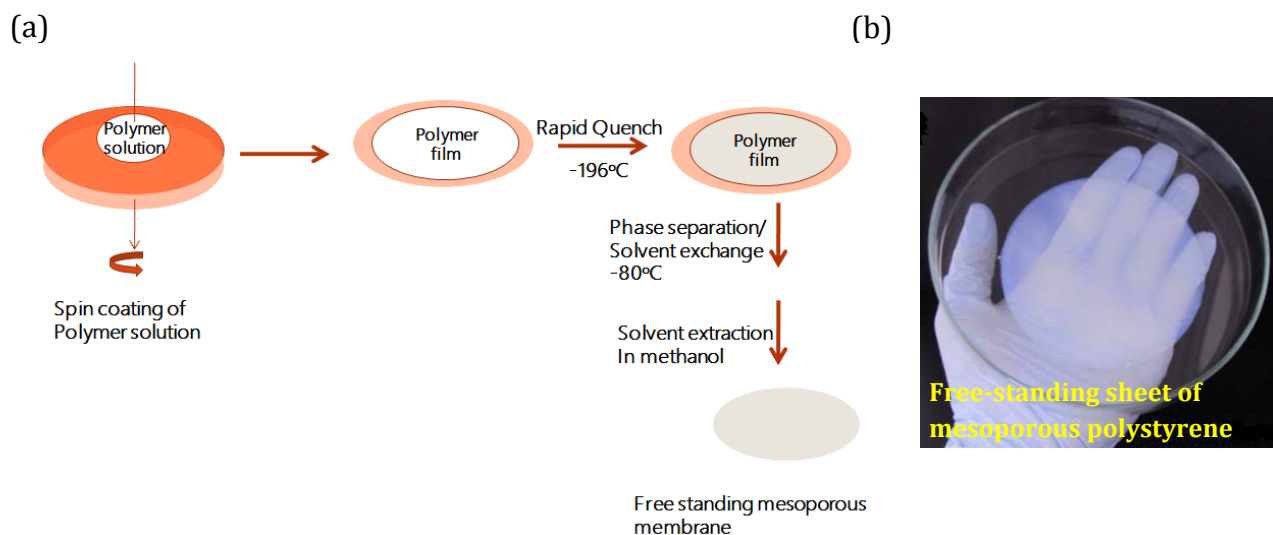 (a)
(b)
Polymer
solution
Polymer
film
Rapid Quench
-196ºC
Polymer
film
Phase separation/
Solvent exchange
-80ºC
Spin coating of
Polymer solution
Solvent extraction
In methanol
Free standing mesoporous
membrane
Free-standing sheet of
mesoporous polystyrene